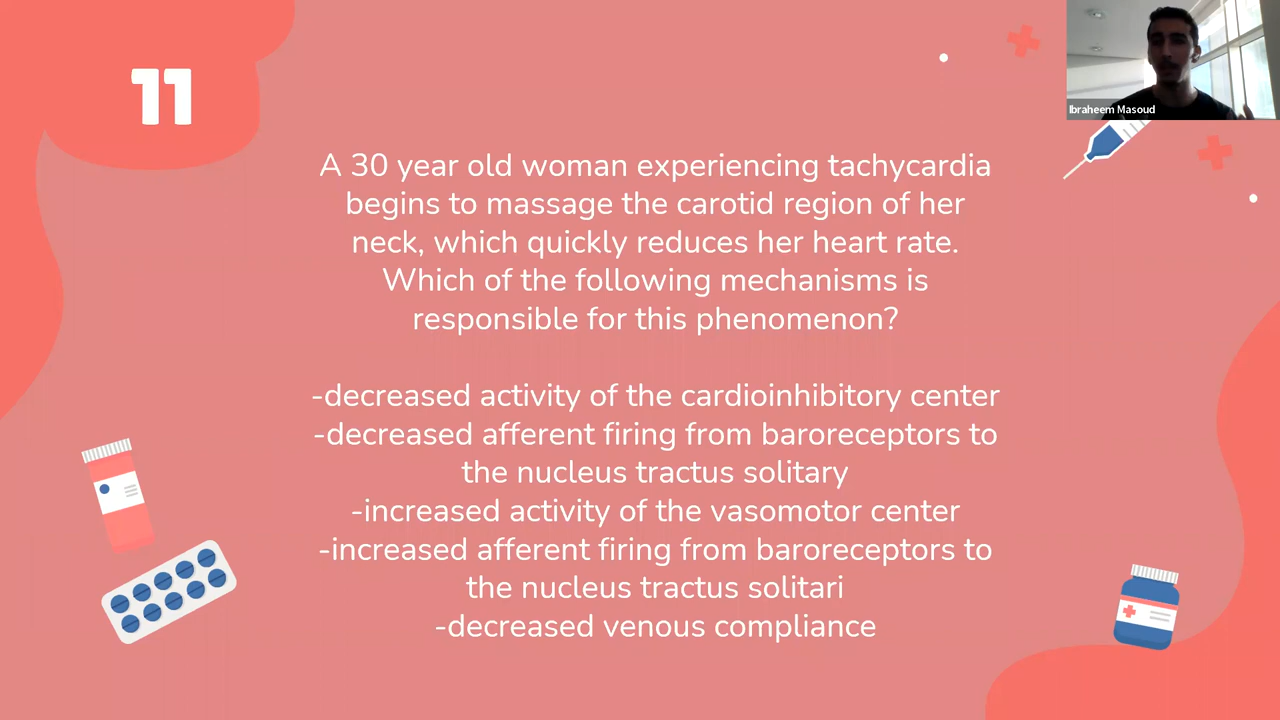 11
Ibraheem Masoud
A 30 year old woman experiencing tachycardia
begins to massage the carotid region of her
neck, which quickly reduces her heart rate.
Which of the following mechanisms is
responsible for this phenomenon?
-decreased activity of the cardioinhibitory center
-decreased afferent firing from baroreceptors to
the nucleus tractus solitary
-increased activity of the vasomotor center
-increased afferent firing from baroreceptors to
the nucleus tractus solitari
-decreased venous compliance